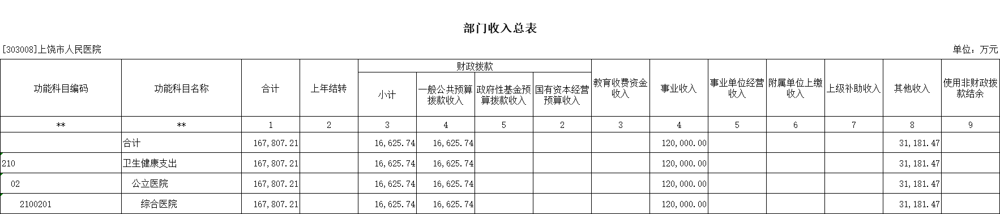 部门收入总表
[303008]上饶市人民医院 单位：万元
功能科目编码 功能科目名称 合计 上年结转 财政拨款 教育收费资金收入 事业收入 事业单位经营收入 附属单位上缴收入 上级补助收入 其他收入 使用非财政拨款结余
小计 一般公共预算拨款收入 政府性基金预算拨款收入 国有资本经营预算收入
** ** 1 2 3 4 5 2 3 4 5 6 7 8 9
合计 167,807.21 16,625.74 16,625.74 120,000.00 31,181.47
210 卫生健康支出 167,807.21 16,625.74 16,625.74 120,000.00 31,181.47
02 公立医院 167,807.21 16,625.74 16,625.74 120,000.00 31,181.47
2100201 综合医院 167,807.21 16,625.74 16,625.74 120,000.00 31,181.47